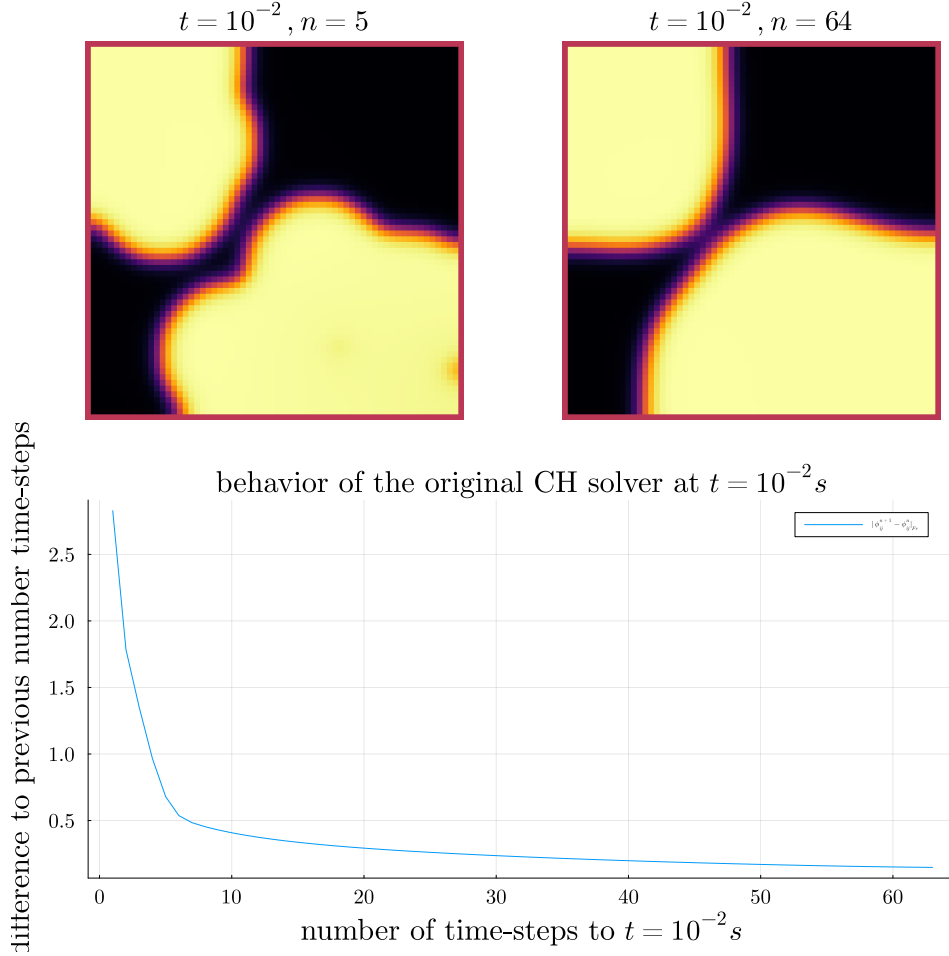 t = 10⁻², n = 5
t = 10⁻², n = 64
behavior of the original CH solver at t = 10⁻²s
difference to previous number time-steps
2.5
2.0
1.5
1.0
0.5
0 10 20 30 40 50 60
number of time-steps to t = 10⁻²s